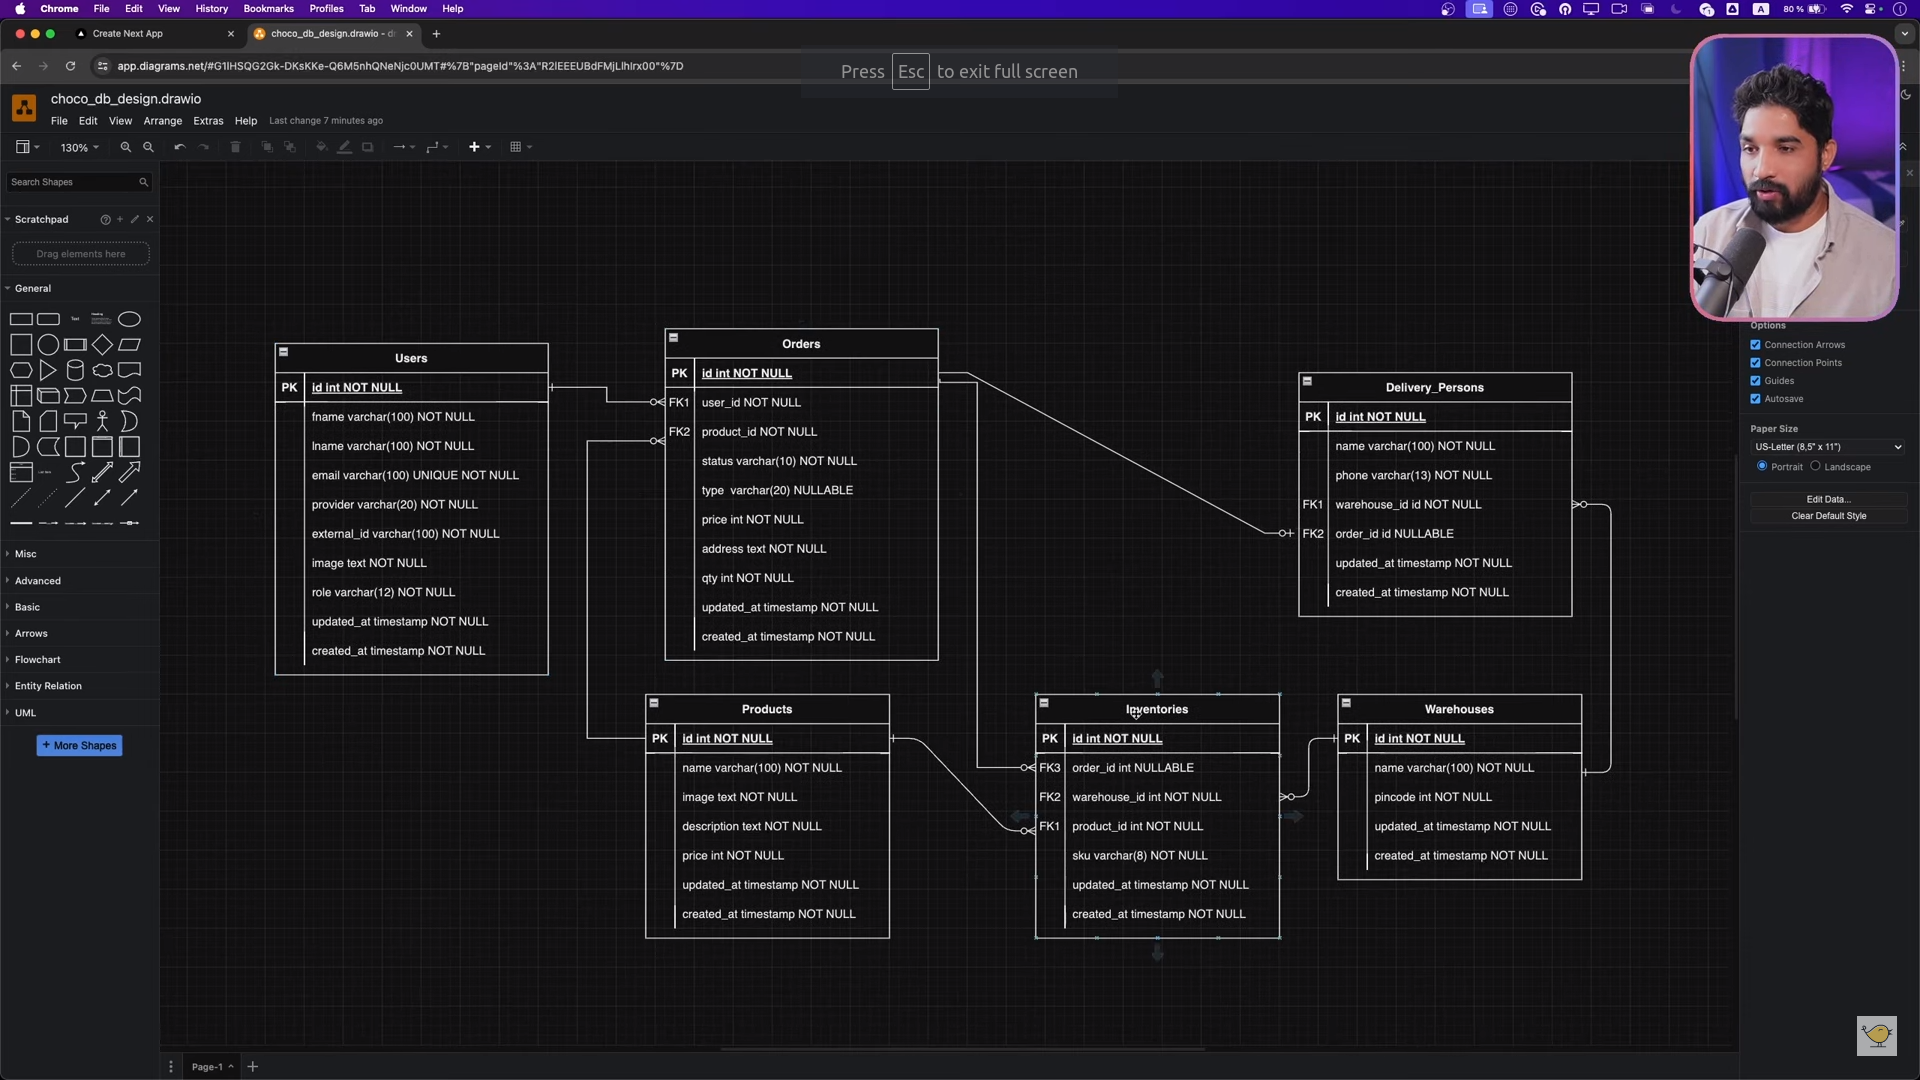 Chrome File Edit View History Bookmarks Profiles Tab Window Help
80 %
Create Next App
choco_db_design.drawio - d
app.diagrams.net/#G1IHSQG2Gk-DKsKKe-Q6M5nhQNeNjc0UMT#%7B"pageId"%3A"R2lEEEUBdFMjLlhlrx00"%7D
Press Esc to exit full screen
choco_db_design.drawio
File Edit View Arrange Extras Help Last change 7 minutes ago
130%
Search Shapes
Scratchpad
Drag elements here
General
Misc
Advanced
Basic
Arrows
Flowchart
Entity Relation
UML
+ More Shapes
Users
PK id int NOT NULL
fname varchar(100) NOT NULL
lname varchar(100) NOT NULL
email varchar(100) UNIQUE NOT NULL
provider varchar(20) NOT NULL
external_id varchar(100) NOT NULL
image text NOT NULL
role varchar(12) NOT NULL
updated_at timestamp NOT NULL
created_at timestamp NOT NULL
Orders
PK id int NOT NULL
FK1 user_id NOT NULL
FK2 product_id NOT NULL
status varchar(10) NOT NULL
type varchar(20) NULLABLE
price int NOT NULL
address text NOT NULL
qty int NOT NULL
updated_at timestamp NOT NULL
created_at timestamp NOT NULL
Delivery_Persons
PK id int NOT NULL
name varchar(100) NOT NULL
phone varchar(13) NOT NULL
FK1 warehouse_id id NOT NULL
FK2 order_id id NULLABLE
updated_at timestamp NOT NULL
created_at timestamp NOT NULL
Products
PK id int NOT NULL
name varchar(100) NOT NULL
image text NOT NULL
description text NOT NULL
price int NOT NULL
updated_at timestamp NOT NULL
created_at timestamp NOT NULL
Inventories
PK id int NOT NULL
FK3 order_id int NULLABLE
FK2 warehouse_id int NOT NULL
FK1 product_id int NOT NULL
sku varchar(8) NOT NULL
updated_at timestamp NOT NULL
created_at timestamp NOT NULL
Warehouses
PK id int NOT NULL
name varchar(100) NOT NULL
pincode int NOT NULL
updated_at timestamp NOT NULL
created_at timestamp NOT NULL
Options
Connection Arrows
Connection Points
Guides
Autosave
Paper Size
US-Letter (8,5" x 11")
Portrait Landscape
Edit Data...
Clear Default Style
Page-1